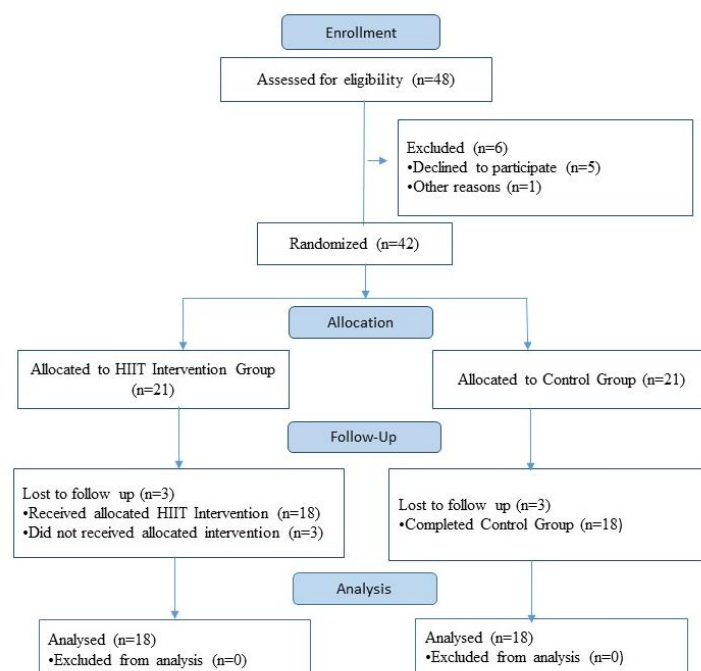 Enrollment
Assessed for eligibility (n=48)
Excluded (n=6)
•Declined to participate (n=5)
•Other reasons (n=1)
Randomized (n=42)
Allocation
Allocated to HIIT Intervention Group
(n=21)
Allocated to Control Group (n=21)
Follow-Up
Lost to follow up (n=3)
•Received allocated HIIT Intervention (n=18)
•Did not received allocated intervention (n=3)
Lost to follow up (n=3)
•Completed Control Group (n=18)
Analysis
Analysed (n=18)
•Excluded from analysis (n=0)
Analysed (n=18)
•Excluded from analysis (n=0)